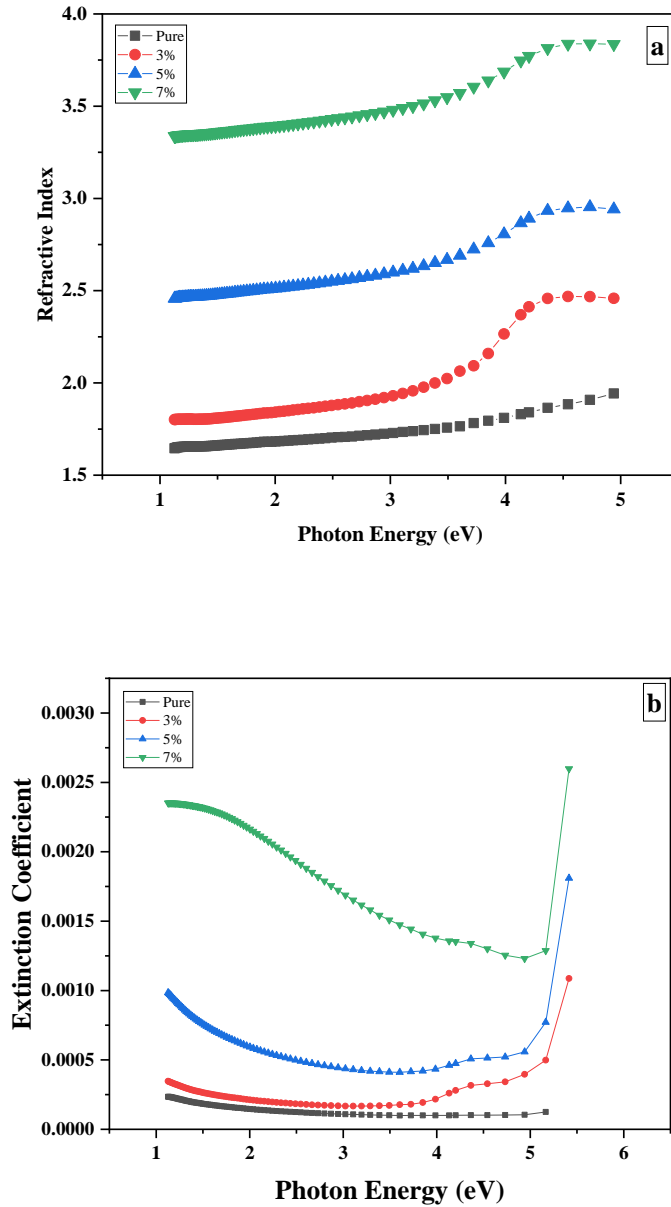 4.0
Pure
3%
5%
7%
a
3.5
3.0
2.5
2.0
1.5
Refractive Index
1 2 3 4 5
Photon Energy (eV)
Pure
3%
5%
7%
b
0.0030
0.0025
0.0020
0.0015
0.0010
0.0005
0.0000
Extinction Coefficient
1 2 3 4 5 6
Photon Energy (eV)